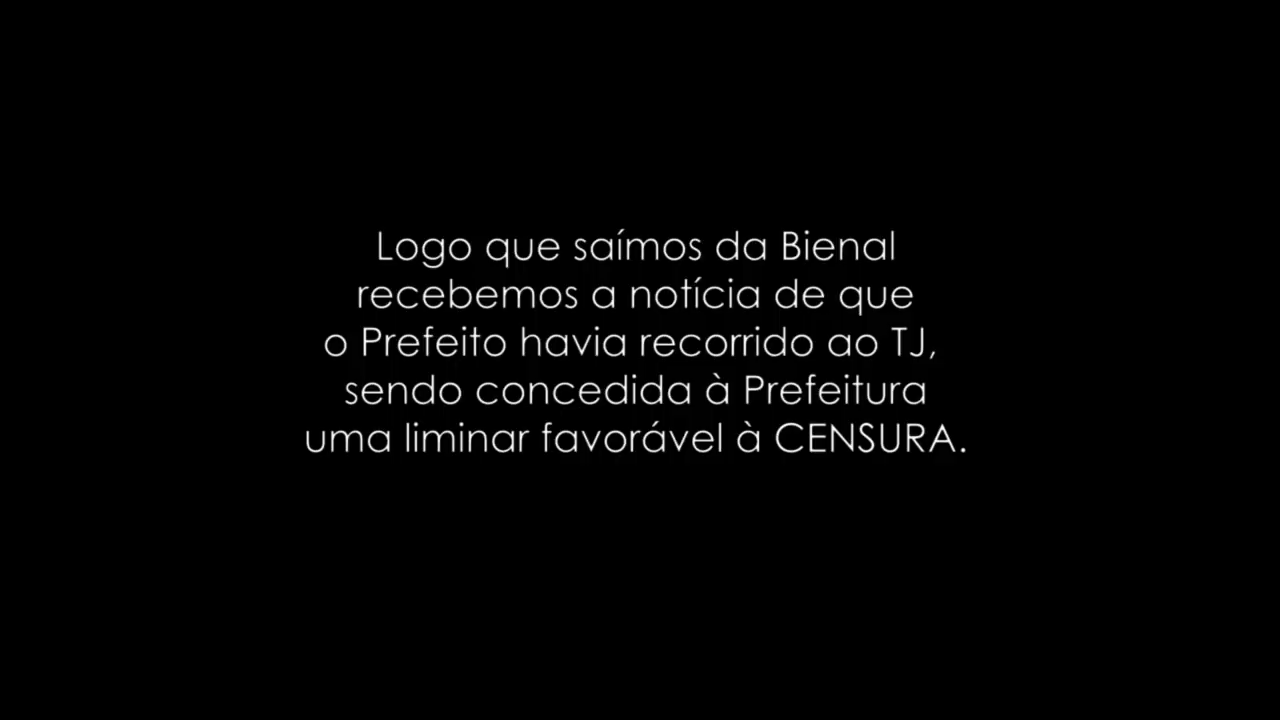 Logo que saímos da Bienal
recebemos a notícia de que
o Prefeito havia recorrido ao TJ,
sendo concedida à Prefeitura
uma liminar favorável à CENSURA.